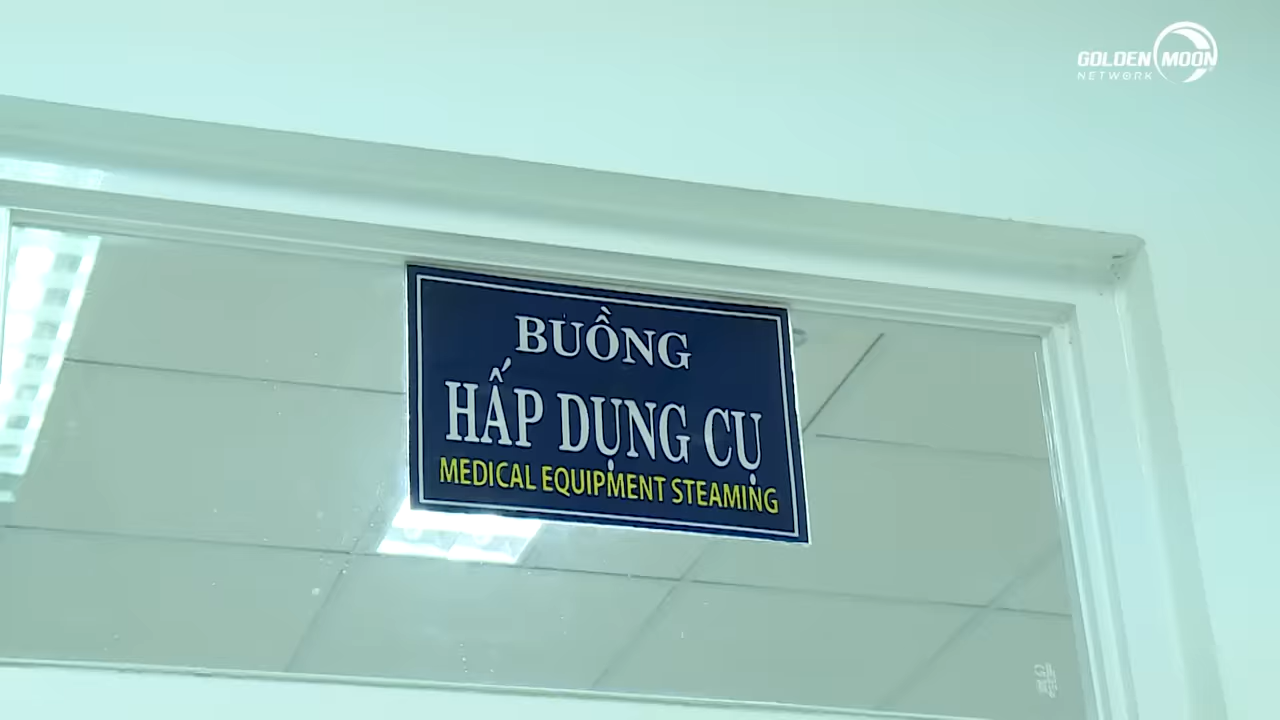 GOLDEN MOON
NETWORK
BUỒNG
HẤP DỤNG CỤ
MEDICAL EQUIPMENT STEAMING